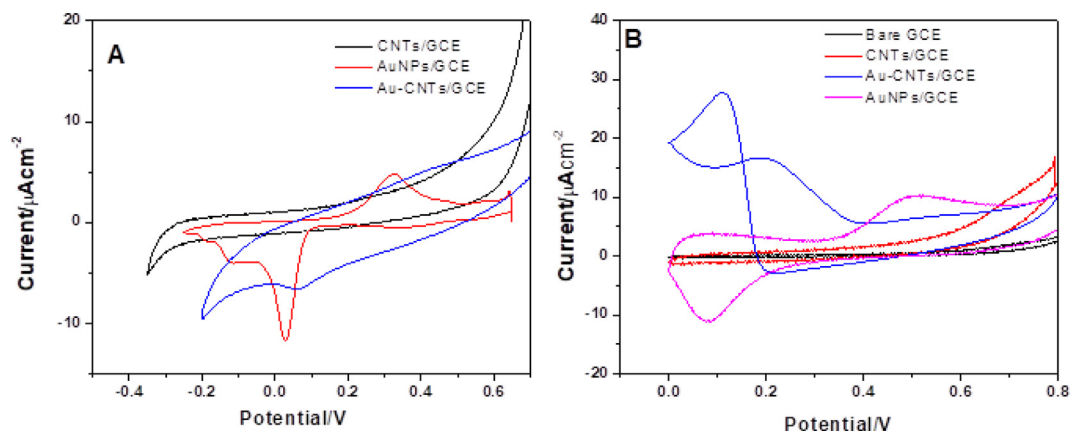 A
CNTs/GCE
AuNPs/GCE
Au-CNTs/GCE
20
10
0
-10
Current/µAcm-2
-0.4
-0.2
0.0
0.2
0.4
0.6
Potential/V
B
Bare GCE
CNTs/GCE
Au-CNTs/GCE
AuNPs/GCE
40
30
20
10
0
-10
-20
Current/µAcm-2
0.0
0.2
0.4
0.6
0.8
Potential/V